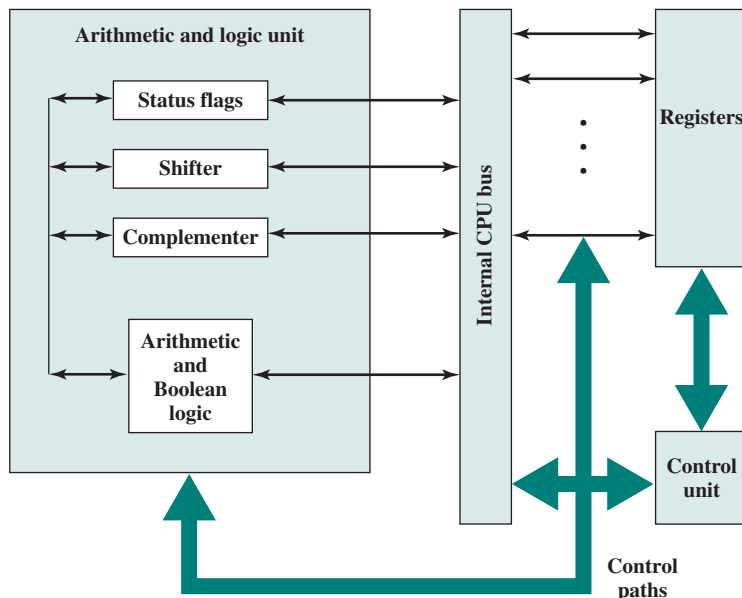 Arithmetic and logic unit
Status flags
Shifter
Complementer
Arithmetic
and
Boolean
logic
Internal CPU bus
Registers
Control
unit
Control
paths